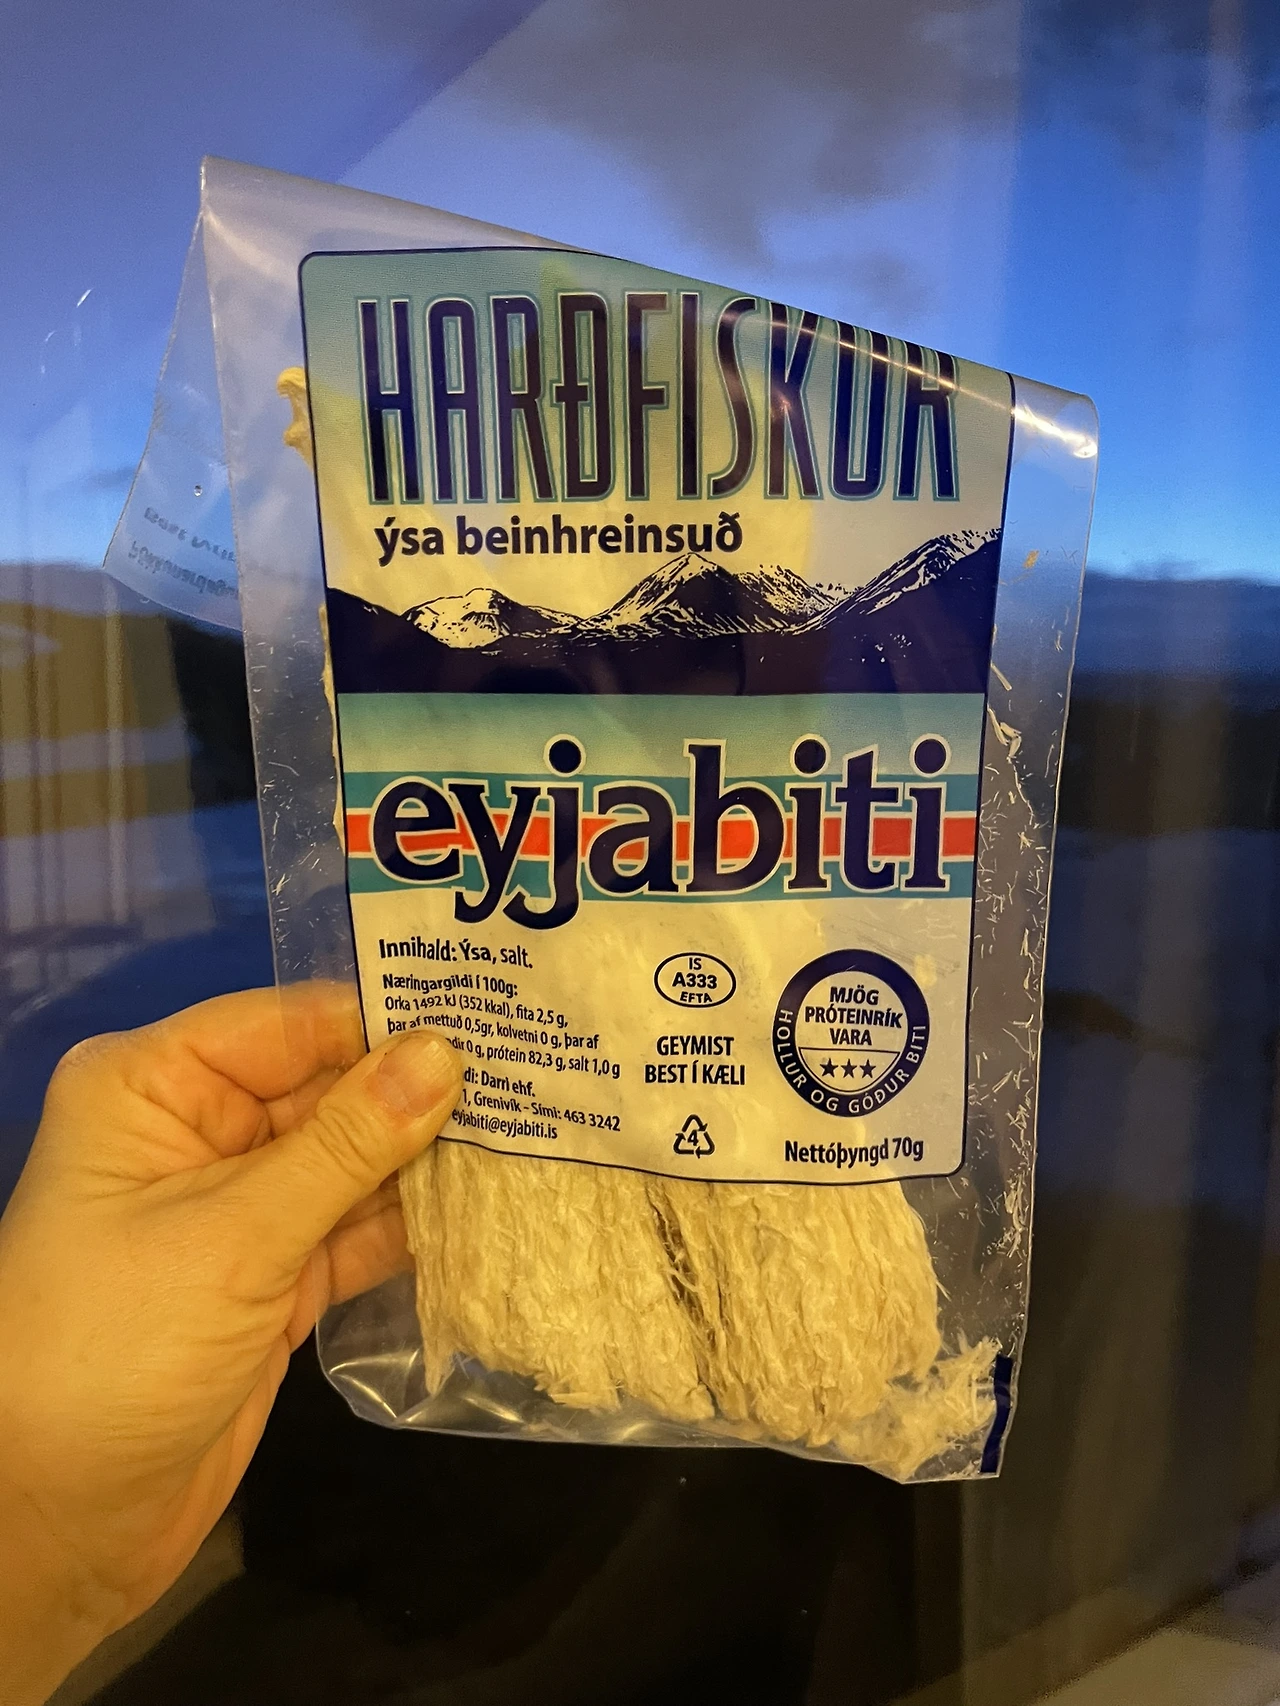 HARÐFISKUR
ýsa beinhreinsuð
eyjabiti
Innihald: Ýsa, salt.
Næringargildi í 100g:
Orka 1492 kJ (352 kkal), fita 2,5 g,
þar af mettuð 0,5gr, kolvetni 0 g, þar af
0 g, prótein 82,3 g, salt 1,0 g
Darri ehf.
1, Grenivík - Sími: 463 3242
eyjabiti@eyjabiti.is
IS
A333
EFTA
GEYMIST
BEST Í KÆLI
4
MJÖG
PRÓTEINRÍK
VARA
HOLLUR OG GÓÐUR BITI
Nettóþyngd 70g